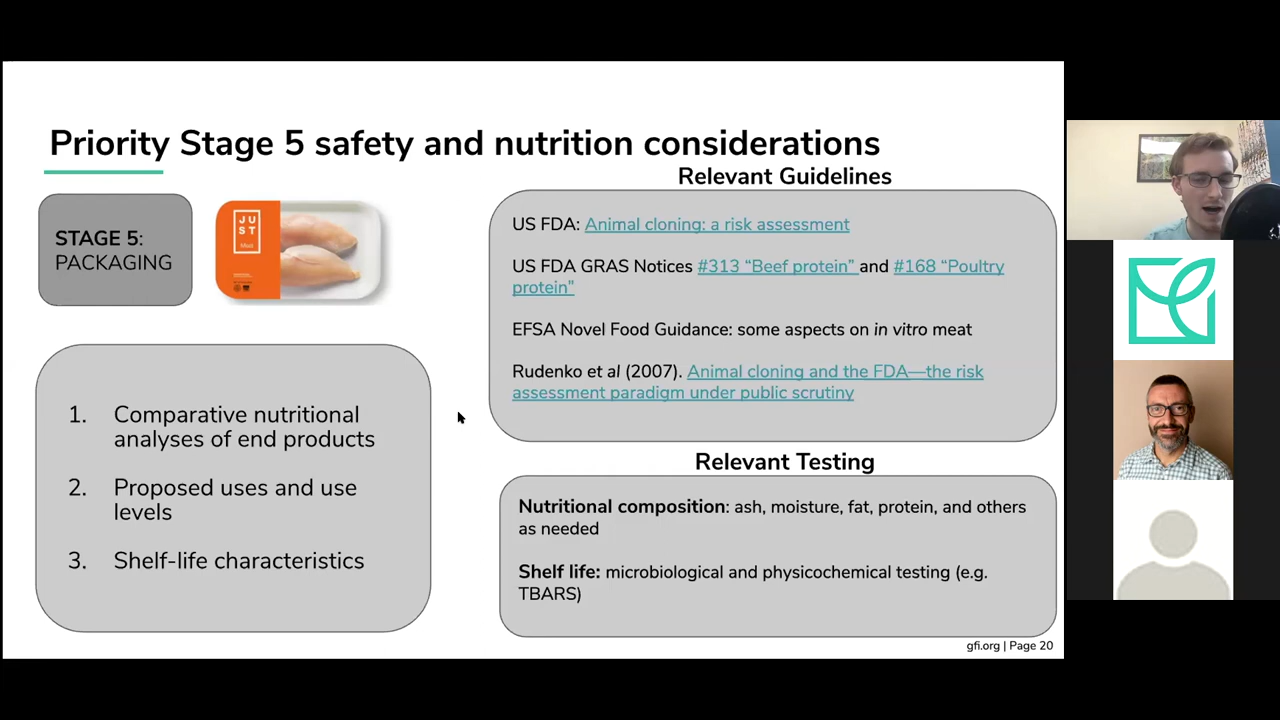 Priority Stage 5 safety and nutrition considerations
STAGE 5:
PACKAGING
JU
ST
Meat
1. Comparative nutritional
analyses of end products
2. Proposed uses and use
levels
3. Shelf-life characteristics
Relevant Guidelines
US FDA: Animal cloning: a risk assessment
US FDA GRAS Notices #313 “Beef protein” and #168 “Poultry
protein”
EFSA Novel Food Guidance: some aspects on in vitro meat
Rudenko et al (2007). Animal cloning and the FDA—the risk
assessment paradigm under public scrutiny
Relevant Testing
Nutritional composition: ash, moisture, fat, protein, and others
as needed
Shelf life: microbiological and physicochemical testing (e.g.
TBARS)
gfi.org | Page 20